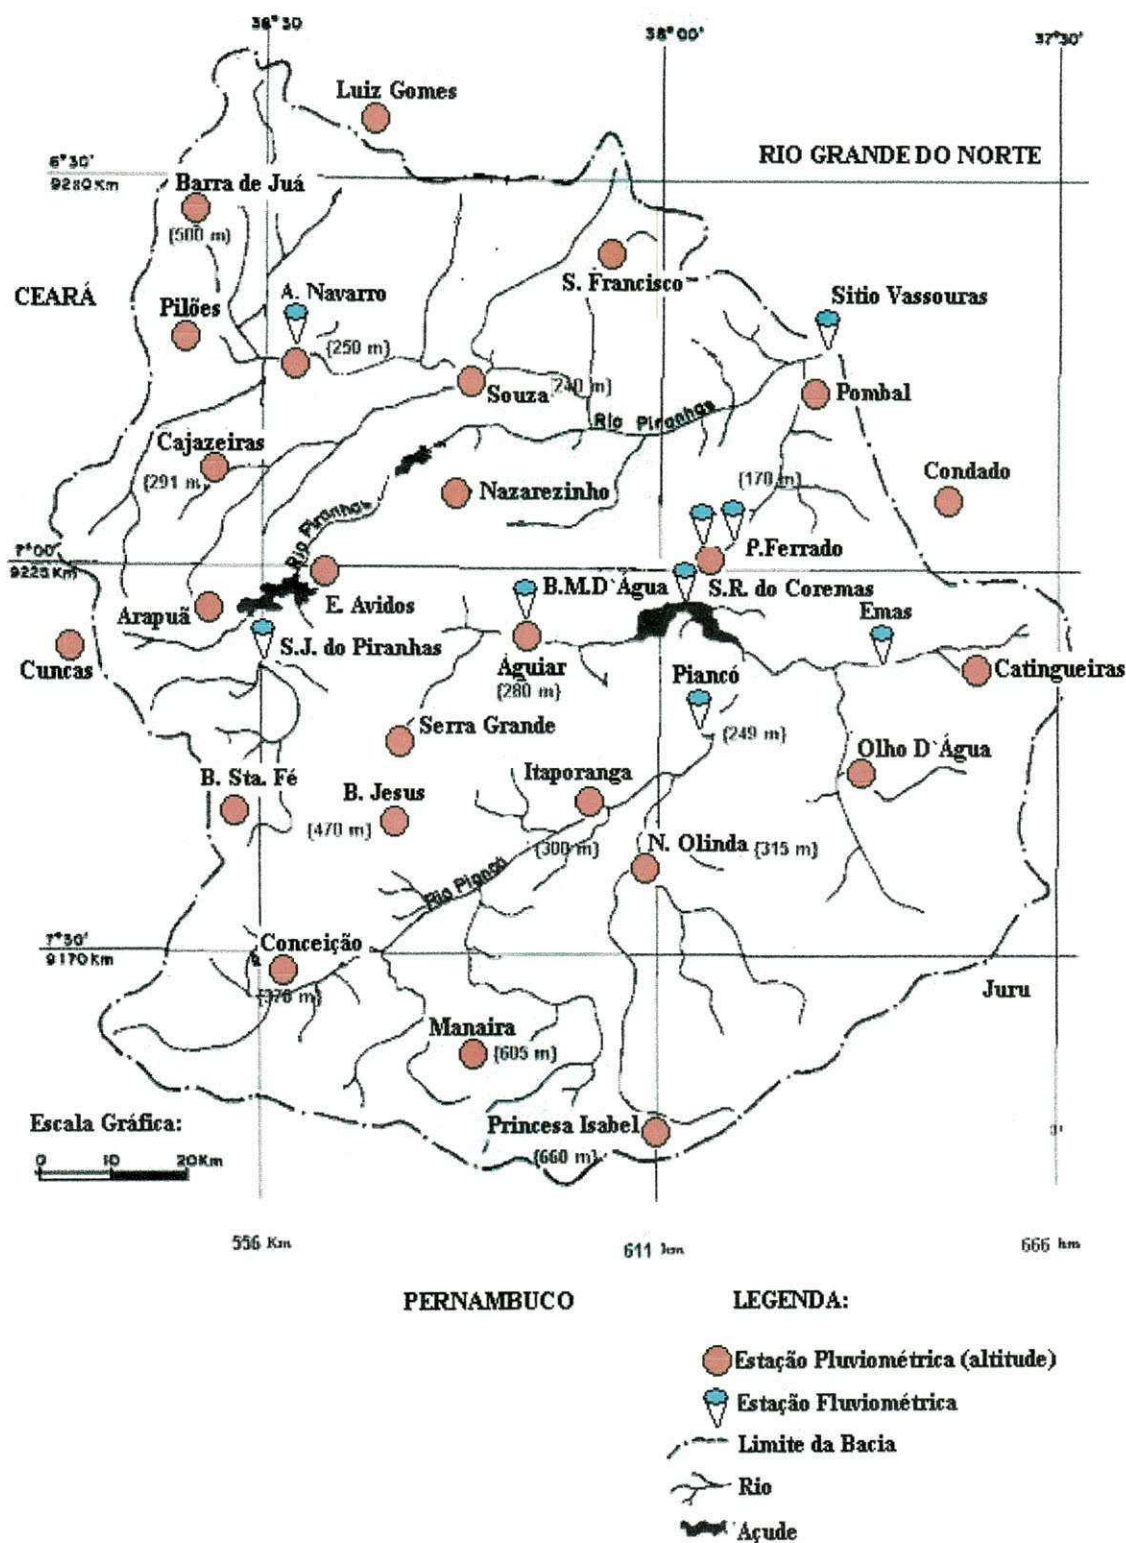 38°30'
38°00'
37°30'
Luiz Gomes
6°30'
9280 Km
RIO GRANDE DO NORTE
Barra de Juá
(500 m)
CEARÁ
A. Navarro
S. Francisco
Sitio Vassouras
Pilões
(250 m)
Souza
(240 m)
Pombal
Rio Piranhas
Cajazeiras
(291 m
Nazarezinho
(170 m)
Condado
Rio Piranhas
7°00'
9225 Km
P.Ferrado
E. Avidos
B.M.D`Água
S.R. do Coremas
Arapuã
Emas
Cuncas
S.J. do Piranhas
Águiar
(280 m)
Piancó
Catingueiras
Serra Grande
(249 m)
Olho D`Água
B. Sta. Fé
B. Jesus
(470 m)
Itaporanga
(300 m)
N. Olinda (315 m)
Rio Piancó
7°30'
9170 Km
Conceição
(370 m)
Juru
Manaira
(605 m)
Escala Gráfica:
0 10 20 Km
Princesa Isabel
(660 m)
556 Km
611 km
666 km
PERNAMBUCO
LEGENDA:
Estação Pluviométrica (altitude)
Estação Fluviométrica
Limite da Bacia
Rio
Açude